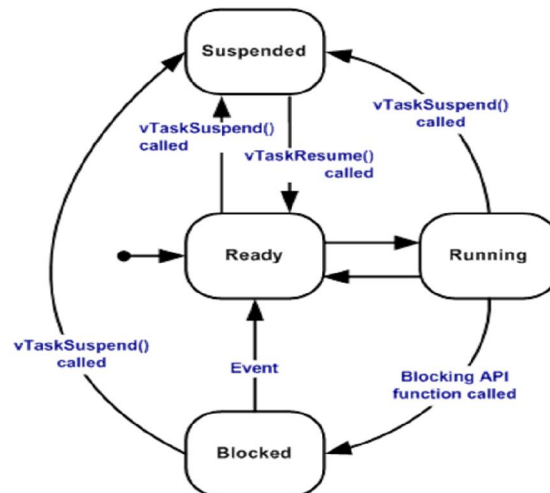 Suspended
vTaskSuspend()
called
vTaskResume()
called
vTaskSuspend()
called
Ready
Running
vTaskSuspend()
called
Event
Blocking API
function called
Blocked